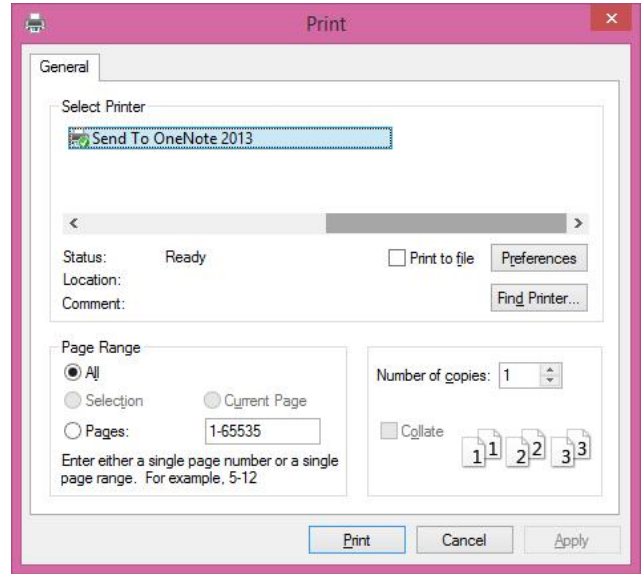 Print
General
Select Printer
Send To OneNote 2013
Status: Ready
Print to file
Preferences
Location:
Comment:
Find Printer...
Page Range
All
Selection
Current Page
Pages: 1-65535
Enter either a single page number or a single
page range. For example, 5-12
Number of copies: 1
Collate
1 1 2 2 3 3
Print Cancel Apply